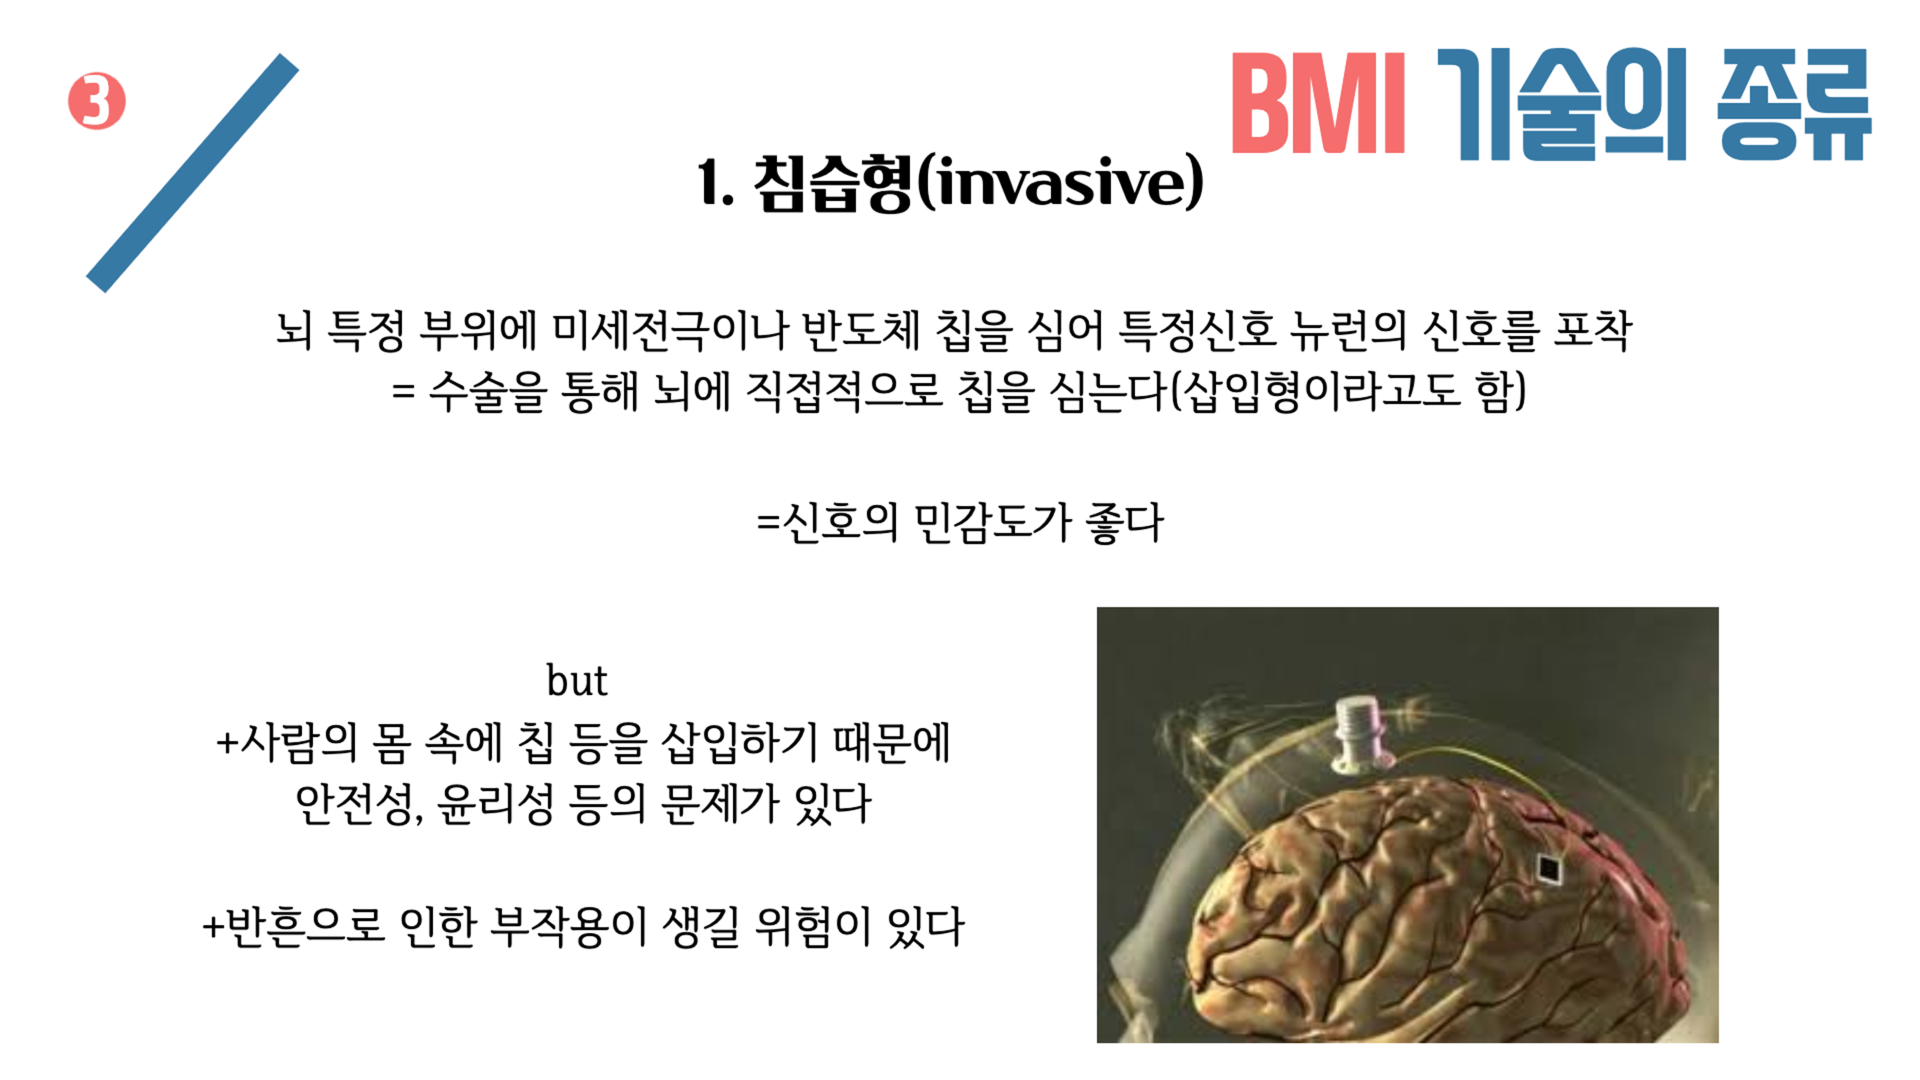 3
BMI 기술의 종류
1. 침습형(invasive)
뇌 특정 부위에 미세전극이나 반도체 칩을 심어 특정신호 뉴런의 신호를 포착
= 수술을 통해 뇌에 직접적으로 칩을 심는다(삽입형이라고도 함)
=신호의 민감도가 좋다
but
+사람의 몸 속에 칩 등을 삽입하기 때문에
안전성, 윤리성 등의 문제가 있다
+반흔으로 인한 부작용이 생길 위험이 있다